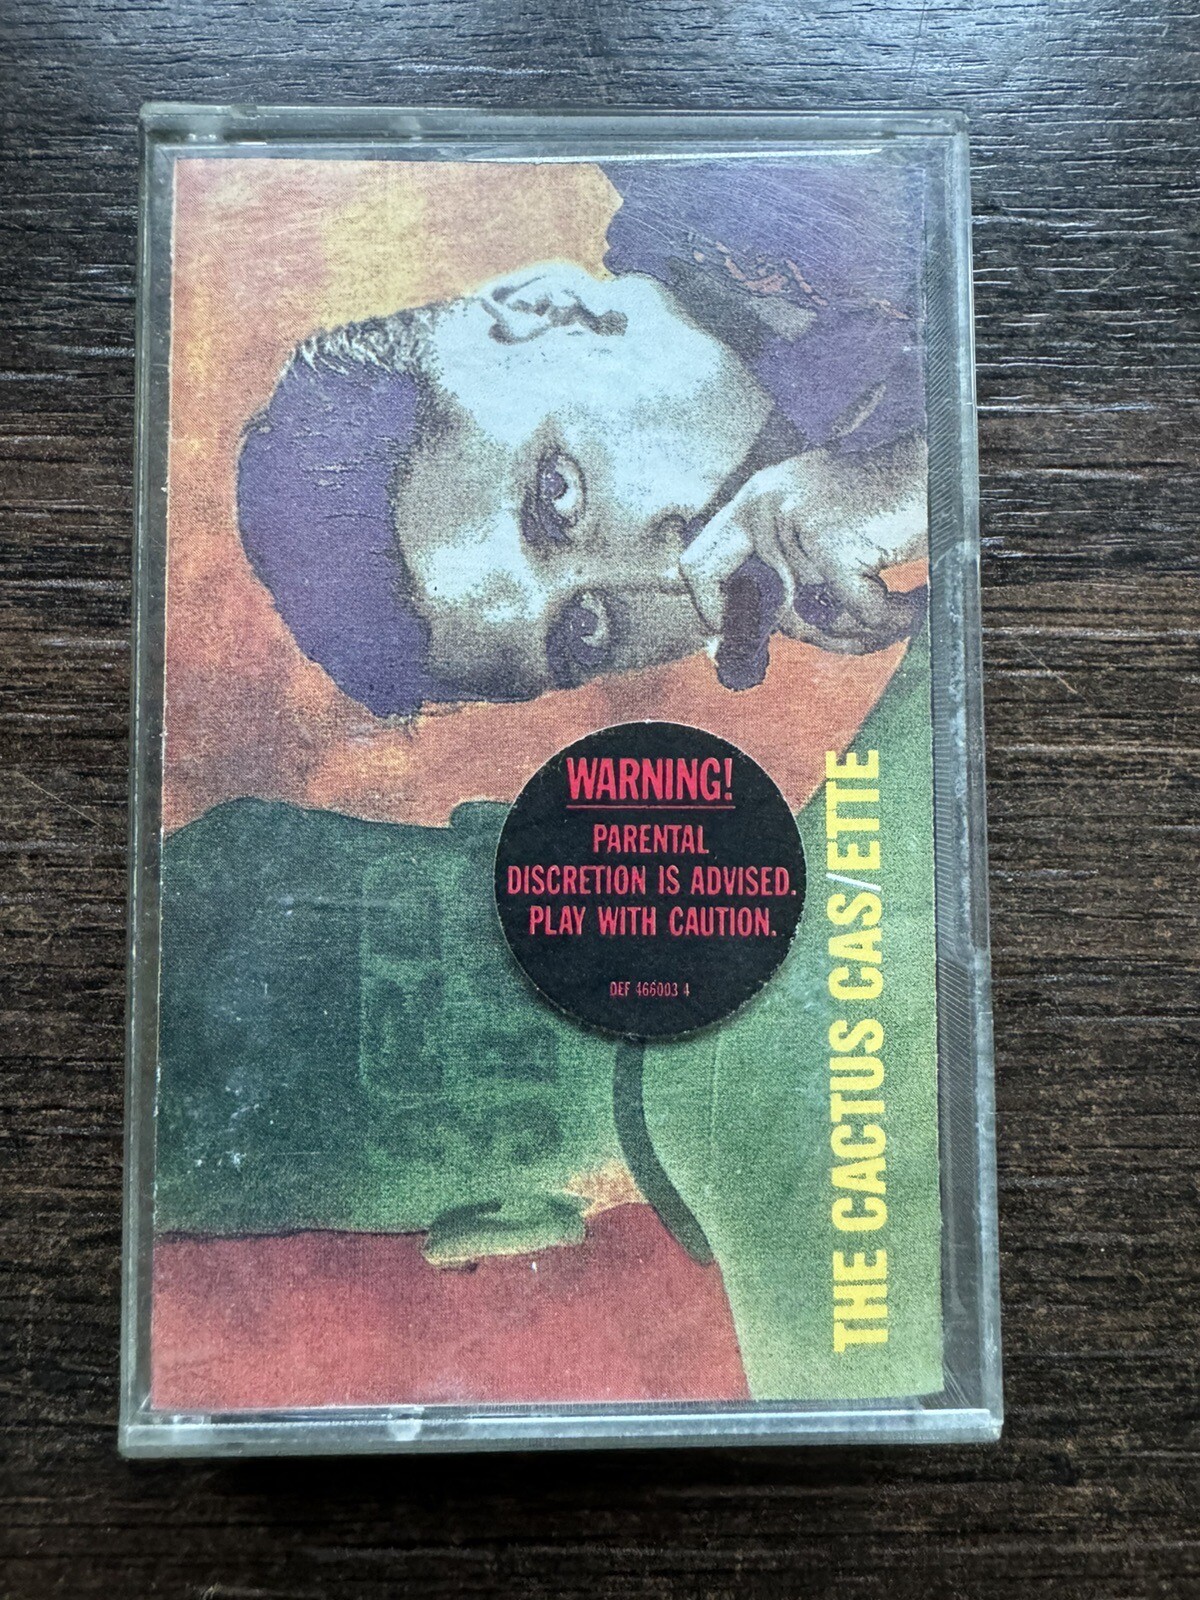 WARNING!
PARENTAL
DISCRETION IS ADVISED.
PLAY WITH CAUTION.
DEF 466003 4
THE CACTUS CAS/ETTE